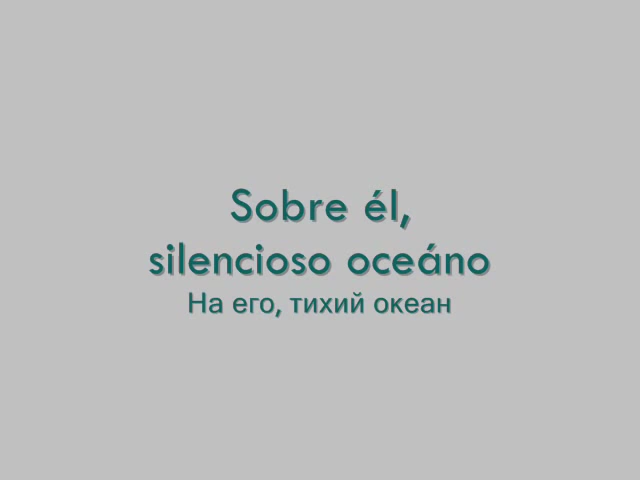 Sobre él,
silencioso oceáno
На его, тихий океан